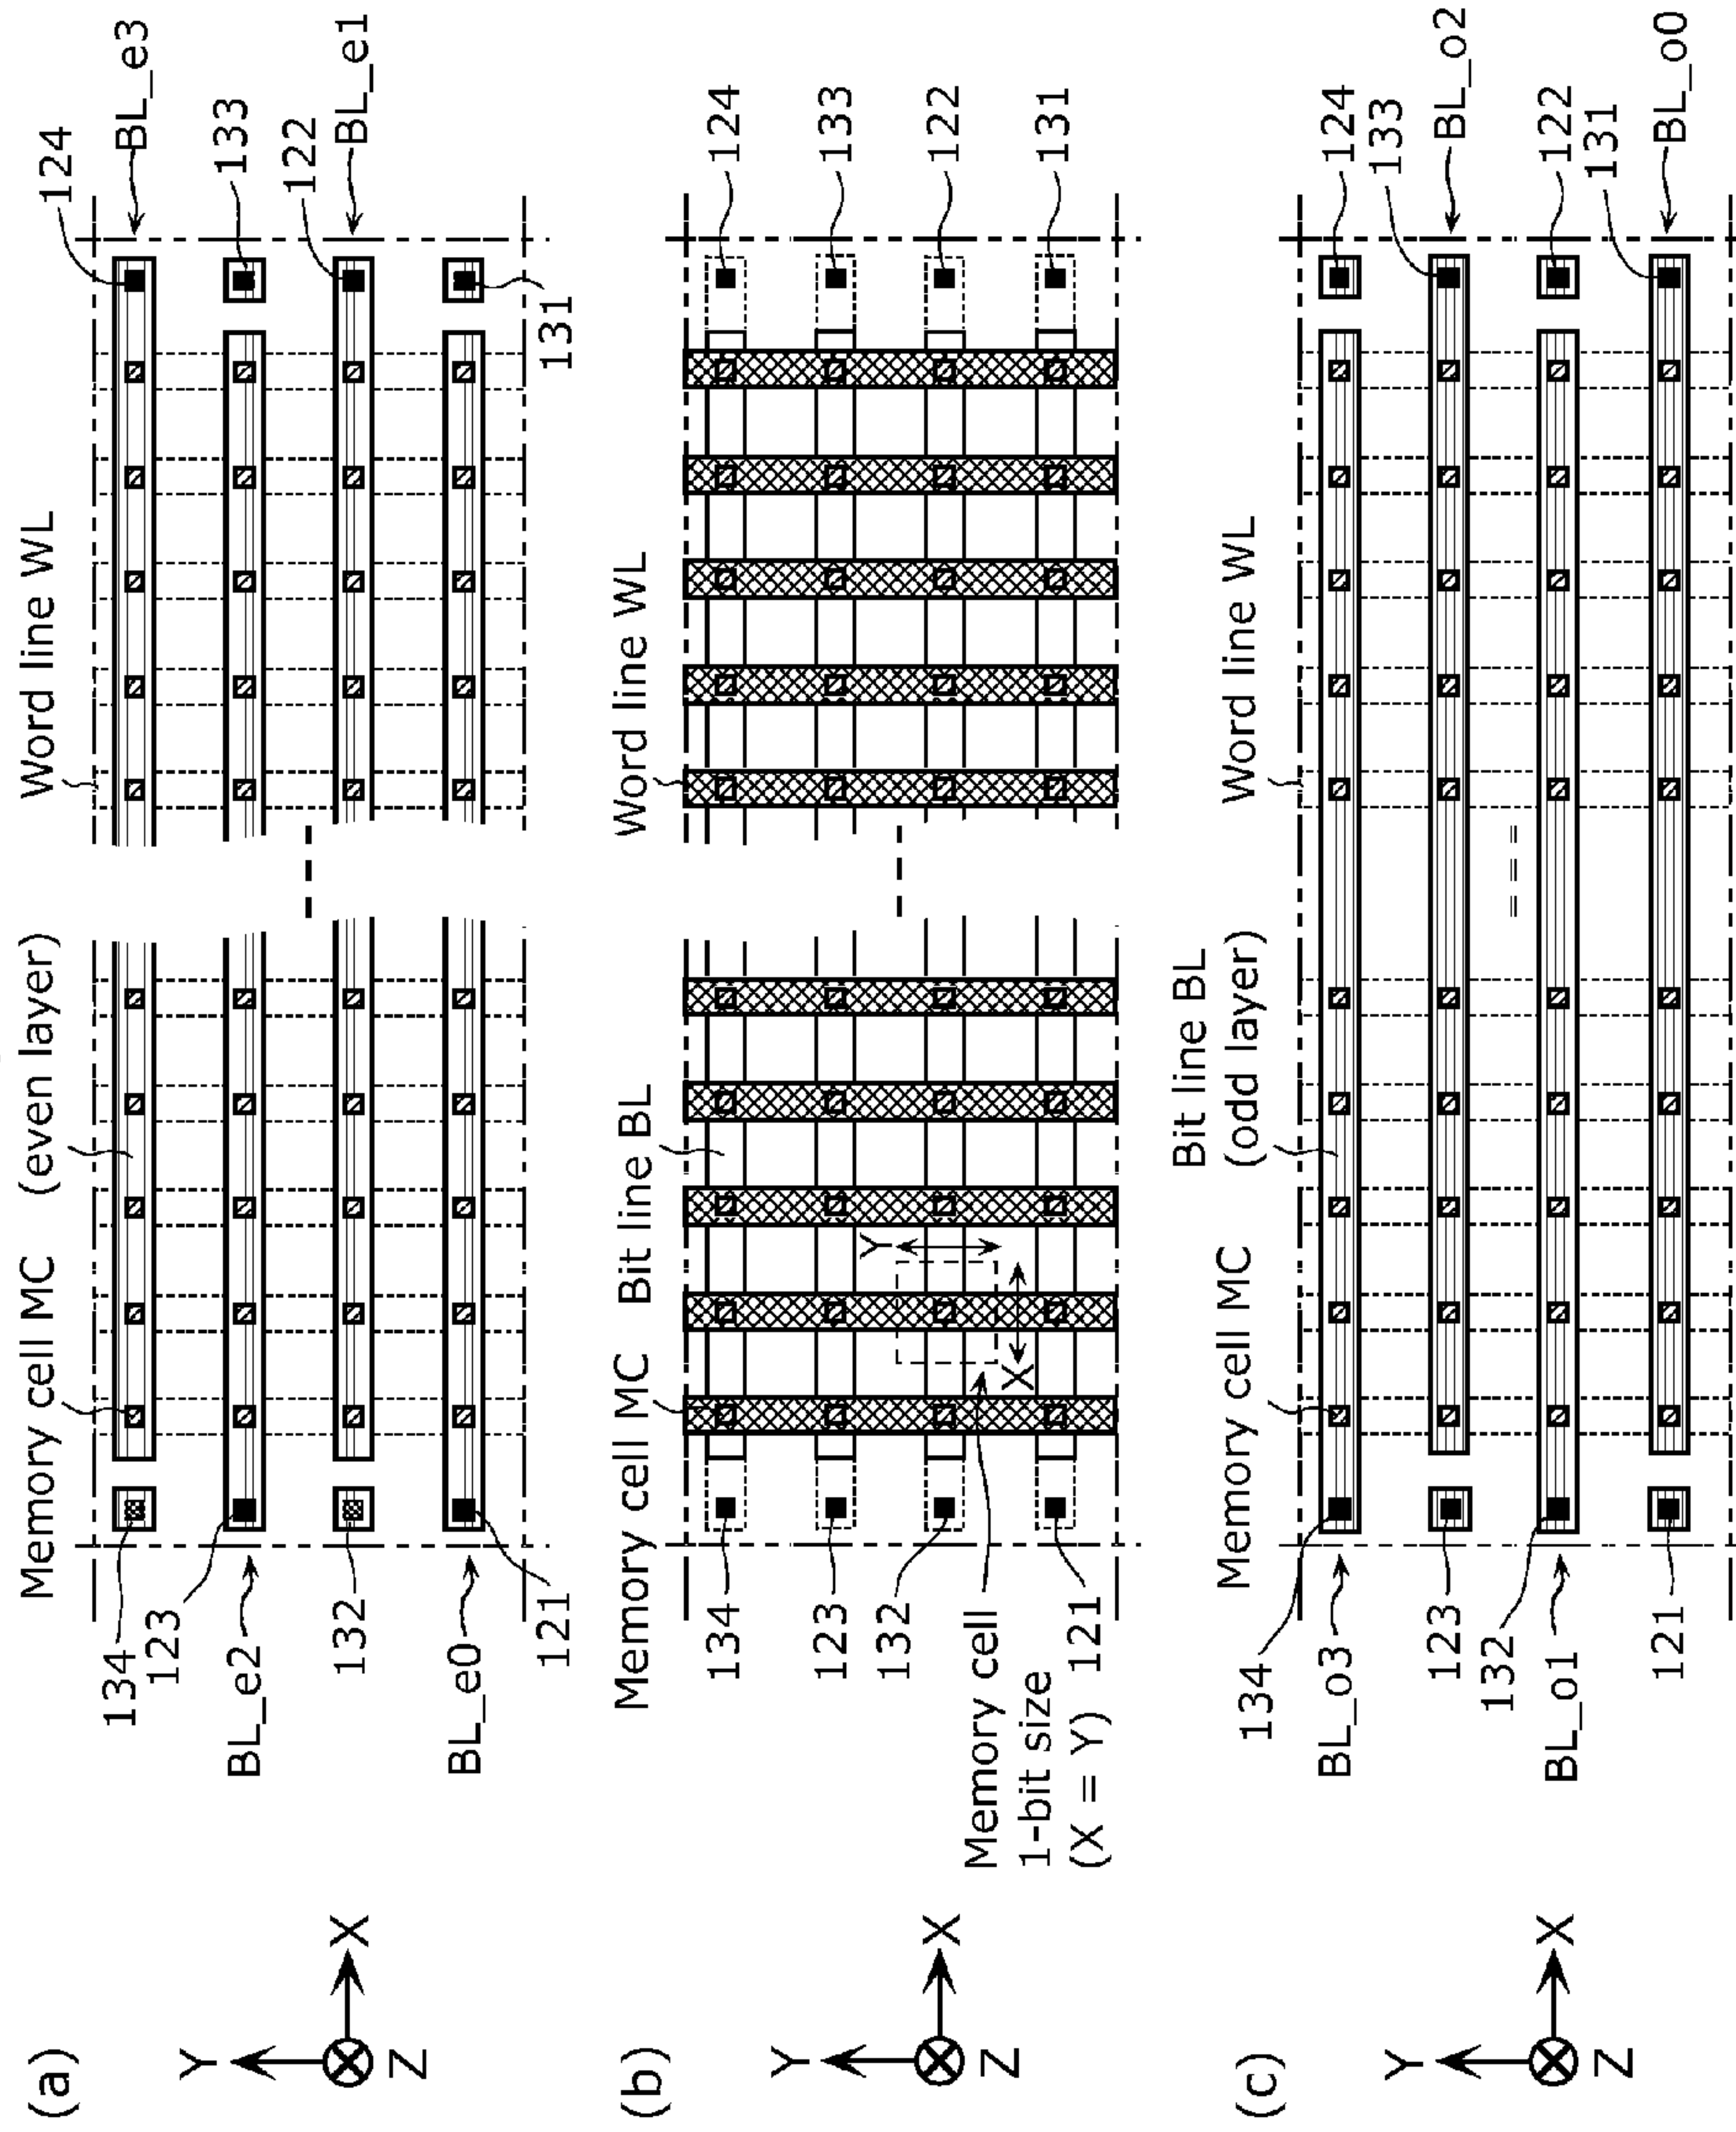 (a)
Memory cell MC
(even layer)
Word line WL
134
123
BL_e2
132
BL_e0
121
124
BL_e3
133
122
BL_e1
131
Y
X
Z
(b)
Memory cell MC
Bit line BL
Word line WL
134
123
132
121
124
133
122
131
Y
X
Memory cell
1-bit size
(X = Y)
Y
X
Z
(c)
Memory cell MC
Bit line BL
(odd layer)
Word line WL
134
BL_o3
123
132
BL_o1
121
124
133
BL_o2
122
131
BL_o0
Y
X
Z